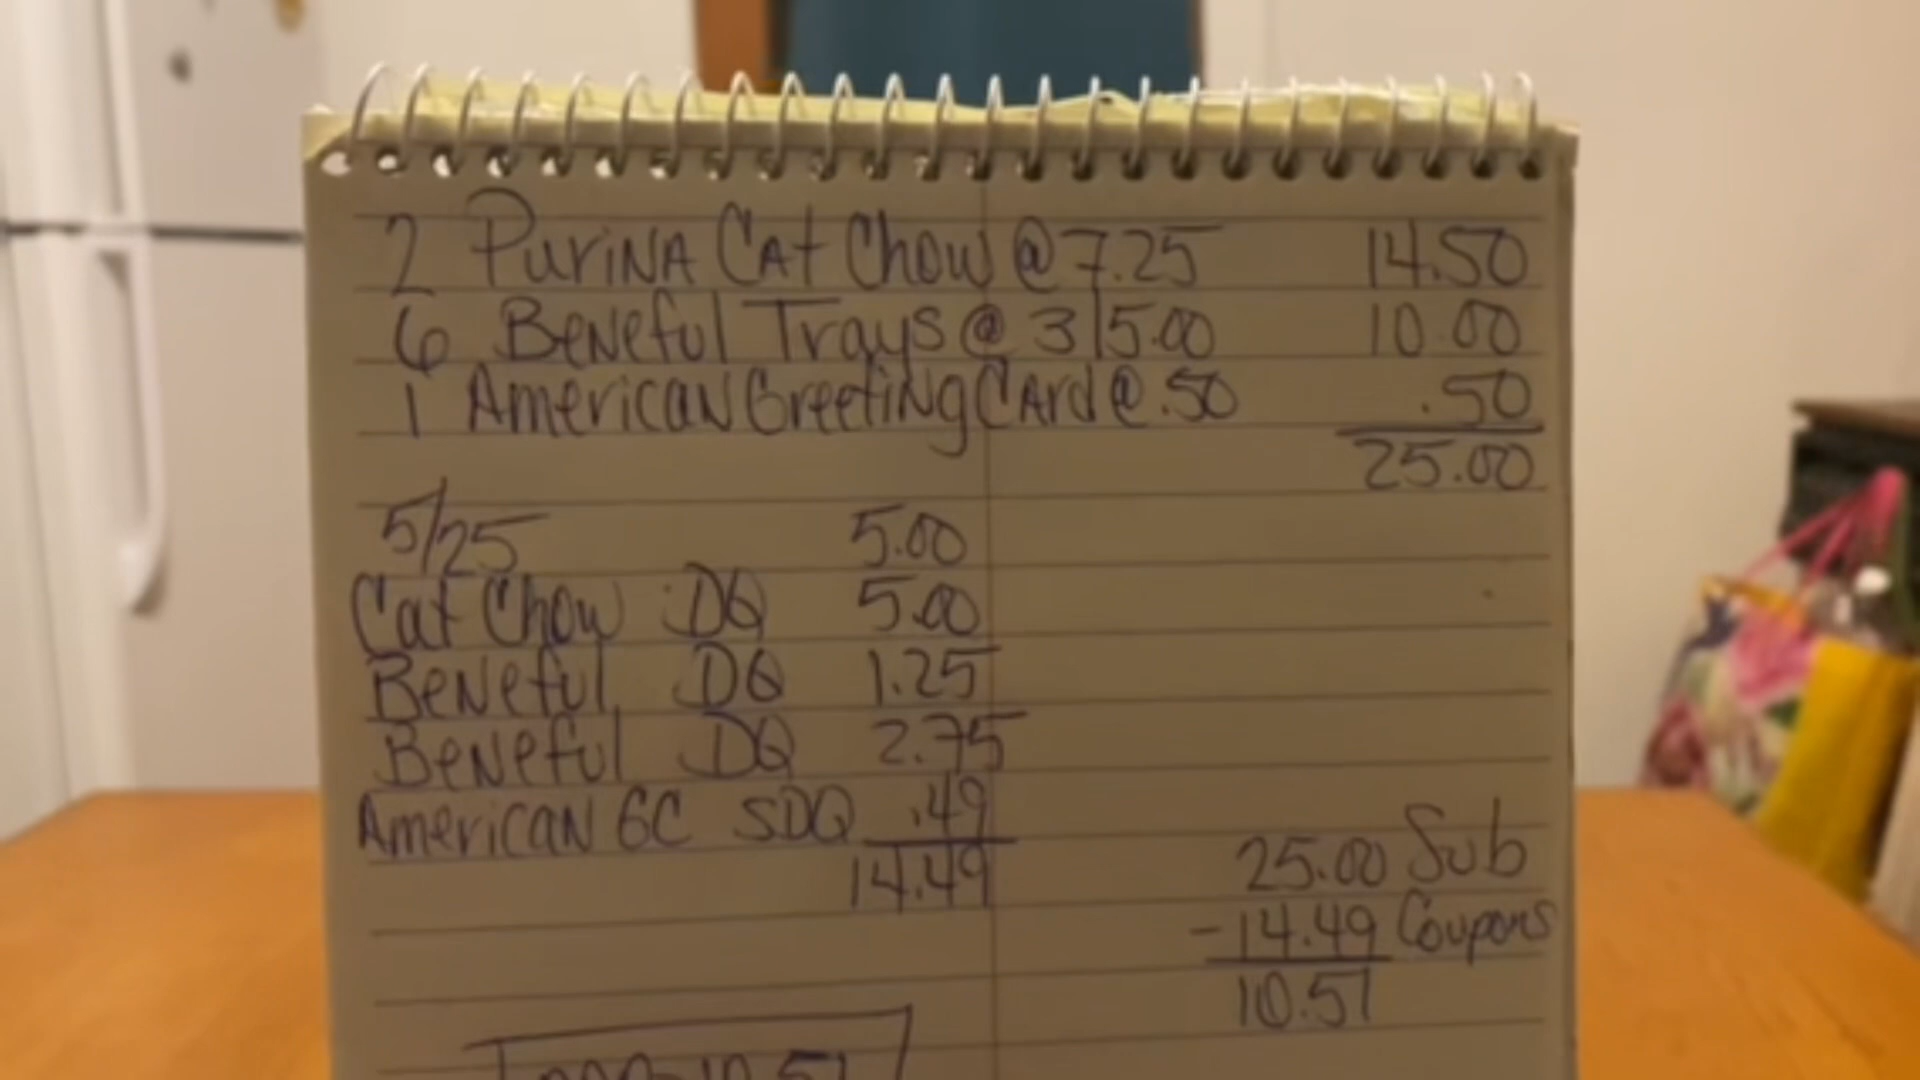 2 Purina Cat Chow @ 7.25 14.50
6 Beneful Trays @ 3/5.00 10.00
1 American Greeting Card @ .50 .50
25.00
5/25 5.00
Cat Chow DQ 5.00
Beneful DQ 1.25
Beneful DQ 2.75
American GC SDQ .49
14.49
25.00 Sub
-14.49 Coupons
10.51
10.51